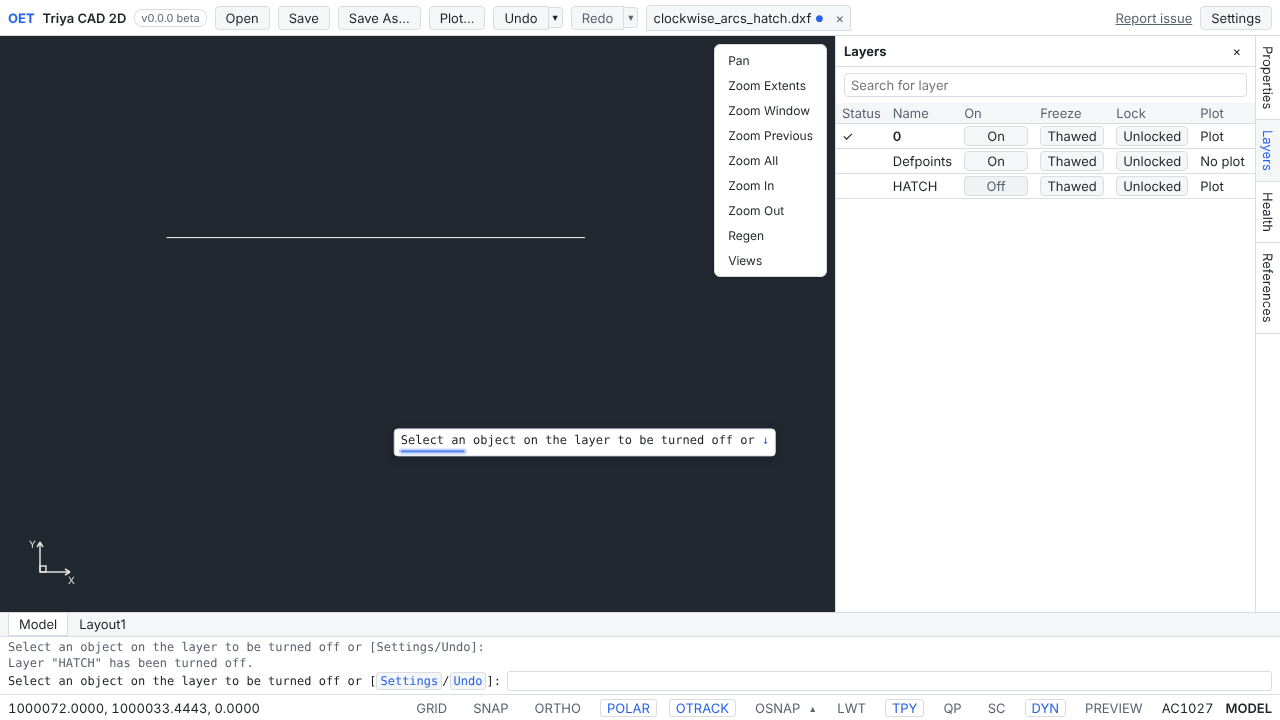 OET Triya CAD 2D v0.0.0 beta Open Save Save As... Plot... Undo ▾ Redo ▾ clockwise_arcs_hatch.dxf × Report issue Settings
Pan
Zoom Extents
Zoom Window
Zoom Previous
Zoom All
Zoom In
Zoom Out
Regen
Views
Select an object on the layer to be turned off or ↓
Y
X
Layers ×
Search for layer
Status Name On Freeze Lock Plot
✓ 0 On Thawed Unlocked Plot
Defpoints On Thawed Unlocked No plot
HATCH Off Thawed Unlocked Plot
Properties
Layers
Health
References
Model Layout1
Select an object on the layer to be turned off or [Settings/Undo]:
Layer "HATCH" has been turned off.
Select an object on the layer to be turned off or [Settings/Undo]:
1000072.0000, 1000033.4443, 0.0000 GRID SNAP ORTHO POLAR OTRACK OSNAP ▴ LWT TPY QP SC DYN PREVIEW AC1027 MODEL